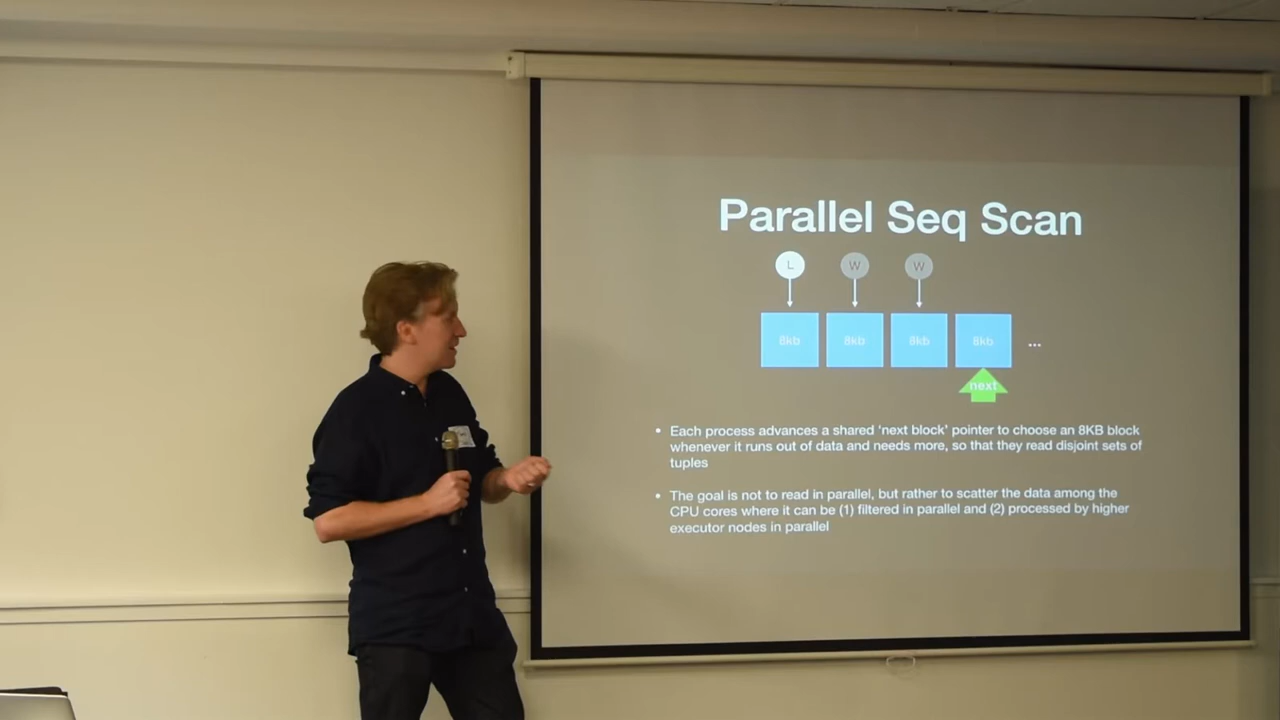 Parallel Seq Scan
L W W
8kb 8kb 8kb 8kb ...
next
• Each process advances a shared ‘next block’ pointer to choose an 8KB block
whenever it runs out of data and needs more, so that they read disjoint sets of
tuples
• The goal is not to read in parallel, but rather to scatter the data among the
CPU cores where it can be (1) filtered in parallel and (2) processed by higher
executor nodes in parallel